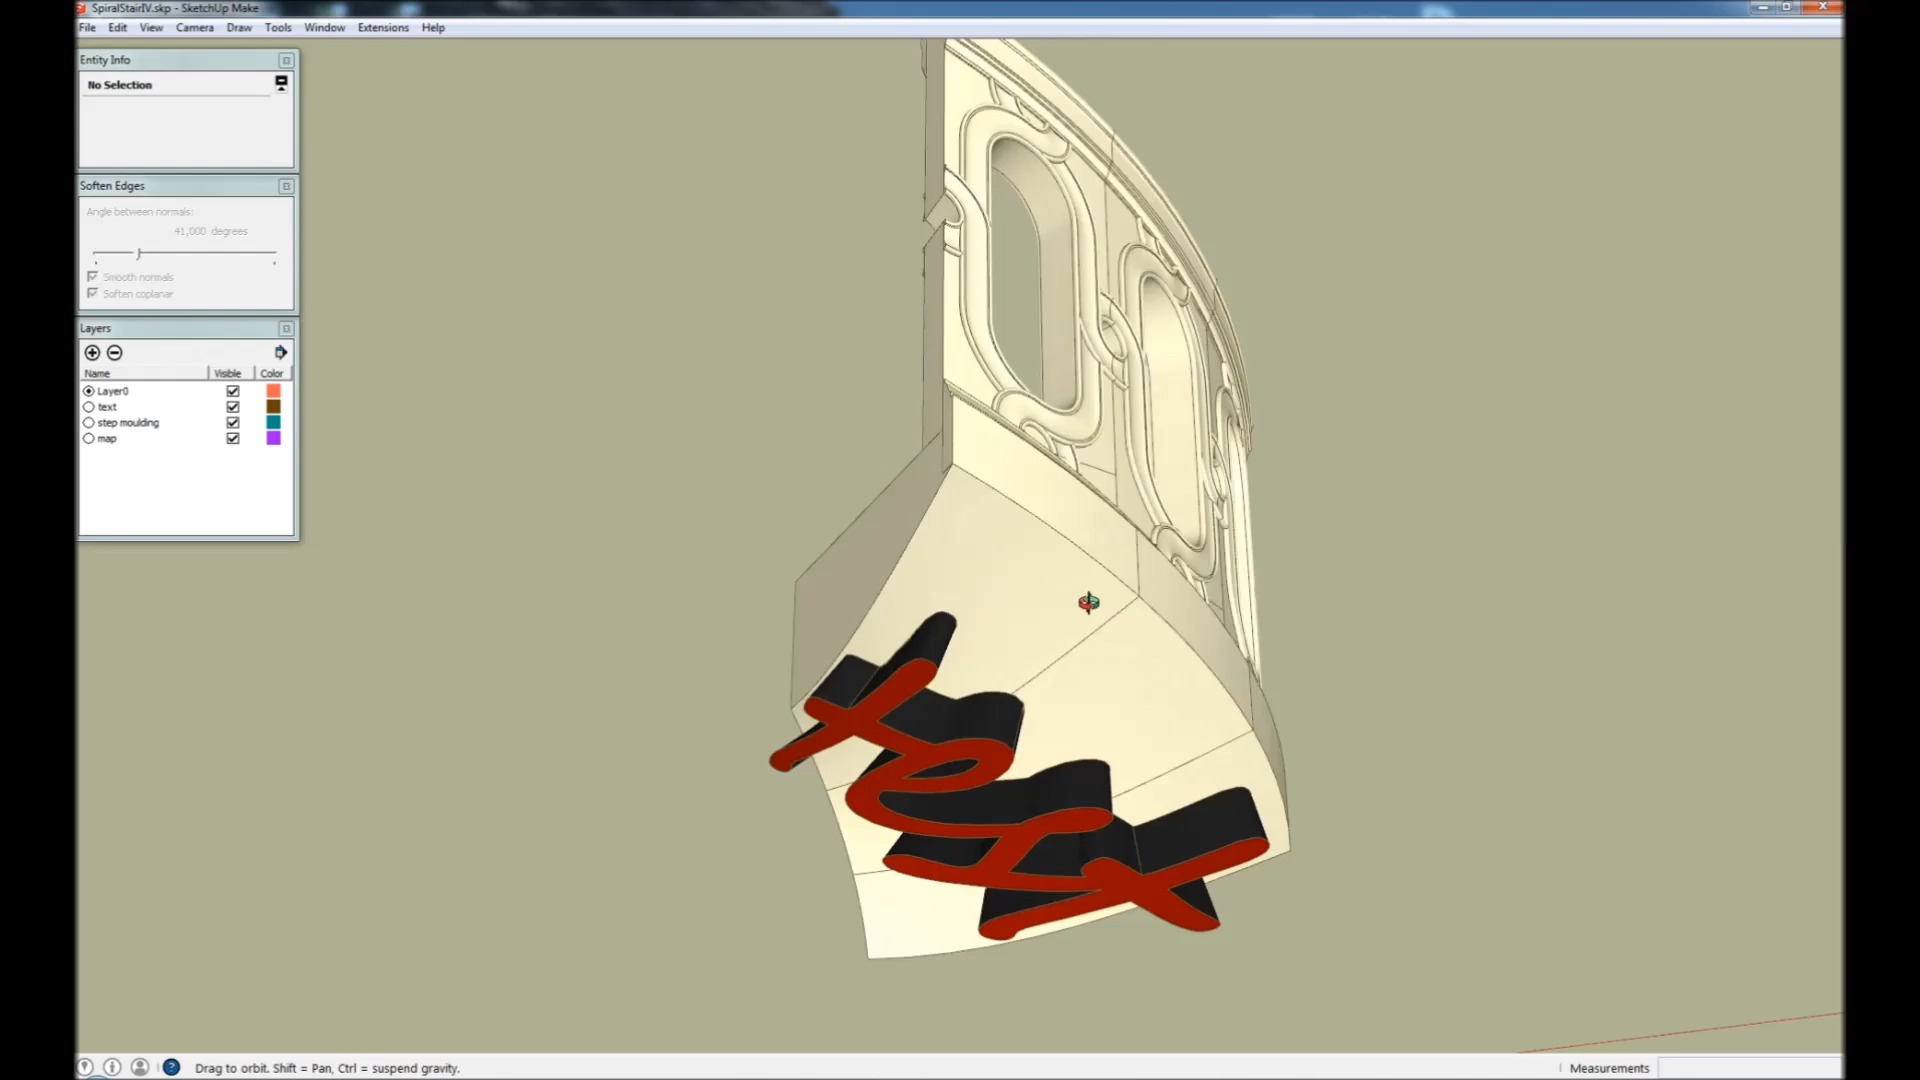 SpiralStairIV.skp - SketchUp Make
File Edit View Camera Draw Tools Window Extensions Help
Entity Info
No Selection
Soften Edges
Angle between normals:
41,000 degrees
Smooth normals
Soften coplanar
Layers
Name Visible Color
Layer0
text
step moulding
map
text
Drag to orbit. Shift = Pan, Ctrl = suspend gravity.
Measurements